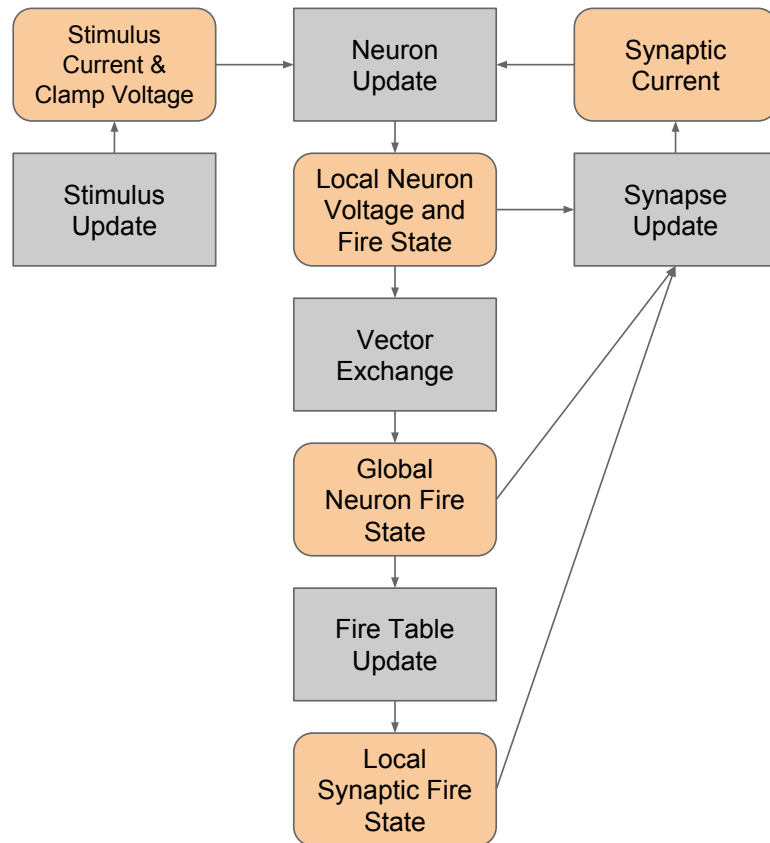 Stimulus
Current &
Clamp Voltage
Neuron
Update
Synaptic
Current
Stimulus
Update
Local Neuron
Voltage and
Fire State
Synapse
Update
Vector
Exchange
Global
Neuron Fire
State
Fire Table
Update
Local
Synaptic Fire
State